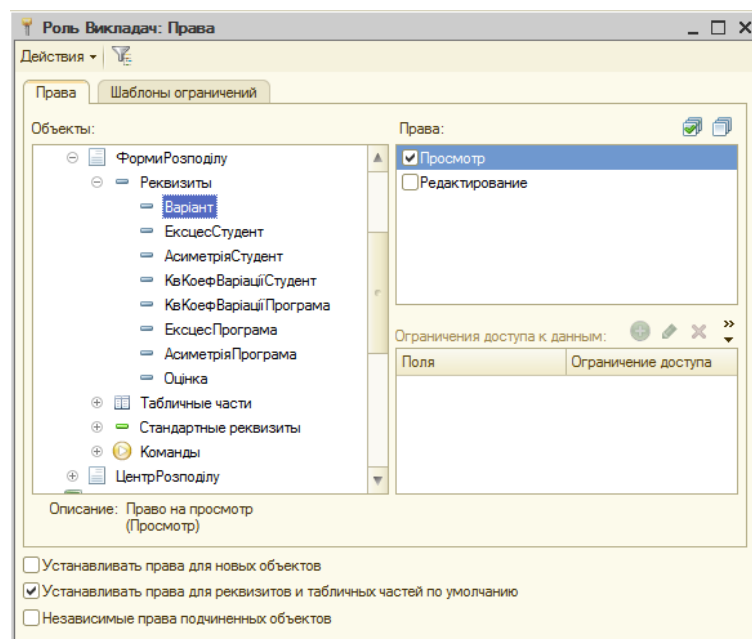 Роль Викладач: Права
Действия
Права
Шаблоны ограничений
Объекты:
ФормиРозподілу
Реквизиты
Варіант
ЕксцесСтудент
АсиметріяСтудент
КвКоефВаріаціїСтудент
КвКоефВаріаціїПрограма
ЕксцесПрограма
АсиметріяПрограма
Оцінка
Табличные части
Стандартные реквизиты
Команды
ЦентрРозподілу
Права:
Просмотр
Редактирование
Ограничения доступа к данным:
Поля
Ограничение доступа
Описание: Право на просмотр
(Просмотр)
Устанавливать права для новых объектов
Устанавливать права для реквизитов и табличных частей по умолчанию
Независимые права подчиненных объектов